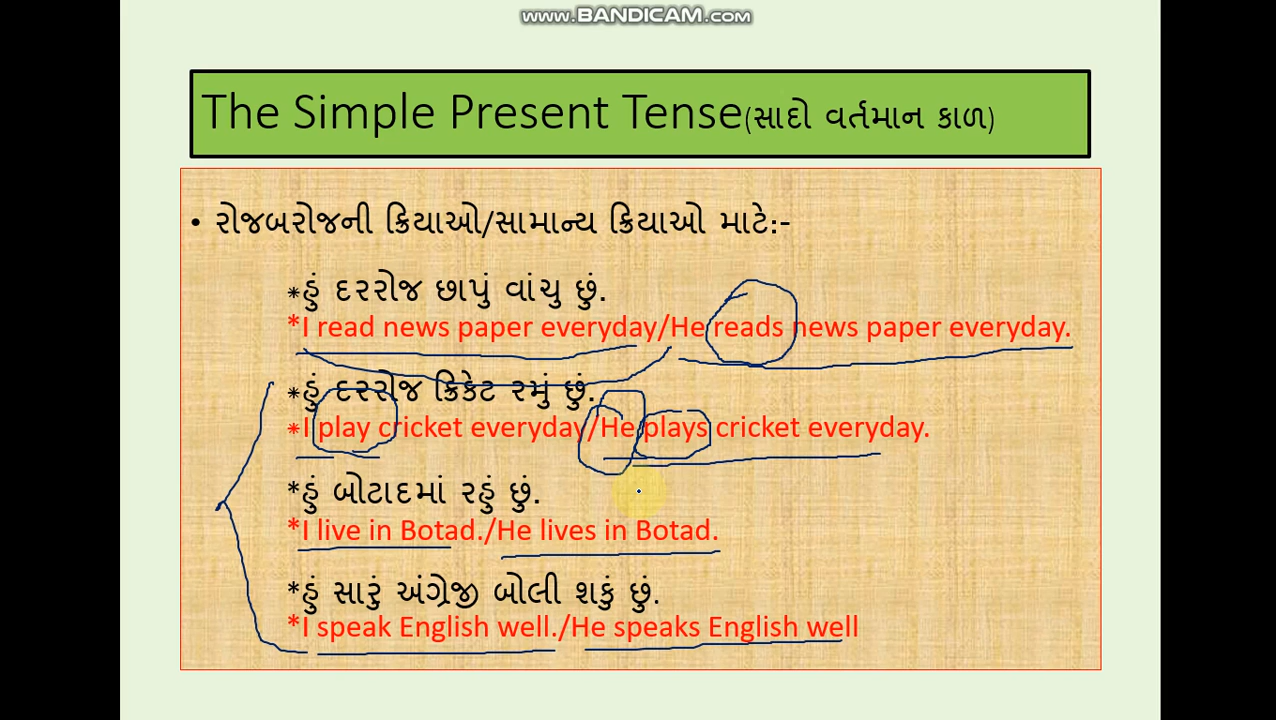 www.BANDICAM.com
The Simple Present Tense(સાદો વર્તમાન કાળ)
• રોજબરોજની ક્રિયાઓ/સામાન્ય ક્રિયાઓ માટે:-
*હું દરરોજ છાપું વાંચુ છું.
*I read news paper everyday/He reads news paper everyday.
*હું દરરોજ ક્રિકેટ રમું છું.
*I play cricket everyday/He plays cricket everyday.
*હું બોટાદમાં રહું છું.
*I live in Botad./He lives in Botad.
*હું સારું અંગ્રેજી બોલી શકું છું.
*I speak English well./He speaks English well